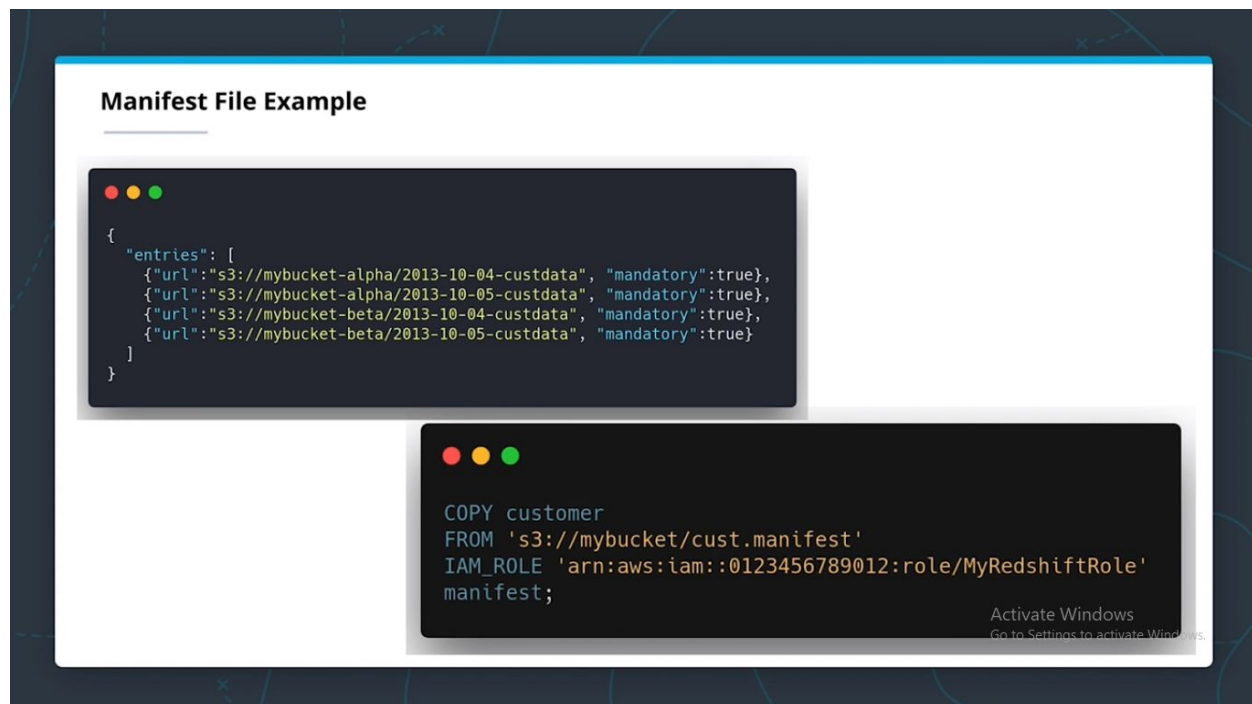 Manifest File Example
{
"entries": [
{"url":"s3://mybucket-alpha/2013-10-04-custdata", "mandatory":true},
{"url":"s3://mybucket-alpha/2013-10-05-custdata", "mandatory":true},
{"url":"s3://mybucket-beta/2013-10-04-custdata", "mandatory":true},
{"url":"s3://mybucket-beta/2013-10-05-custdata", "mandatory":true}
]
}
COPY customer
FROM 's3://mybucket/cust.manifest'
IAM_ROLE 'arn:aws:iam::0123456789012:role/MyRedshiftRole'
manifest;
Activate Windows
Go to Settings to activate Windows.